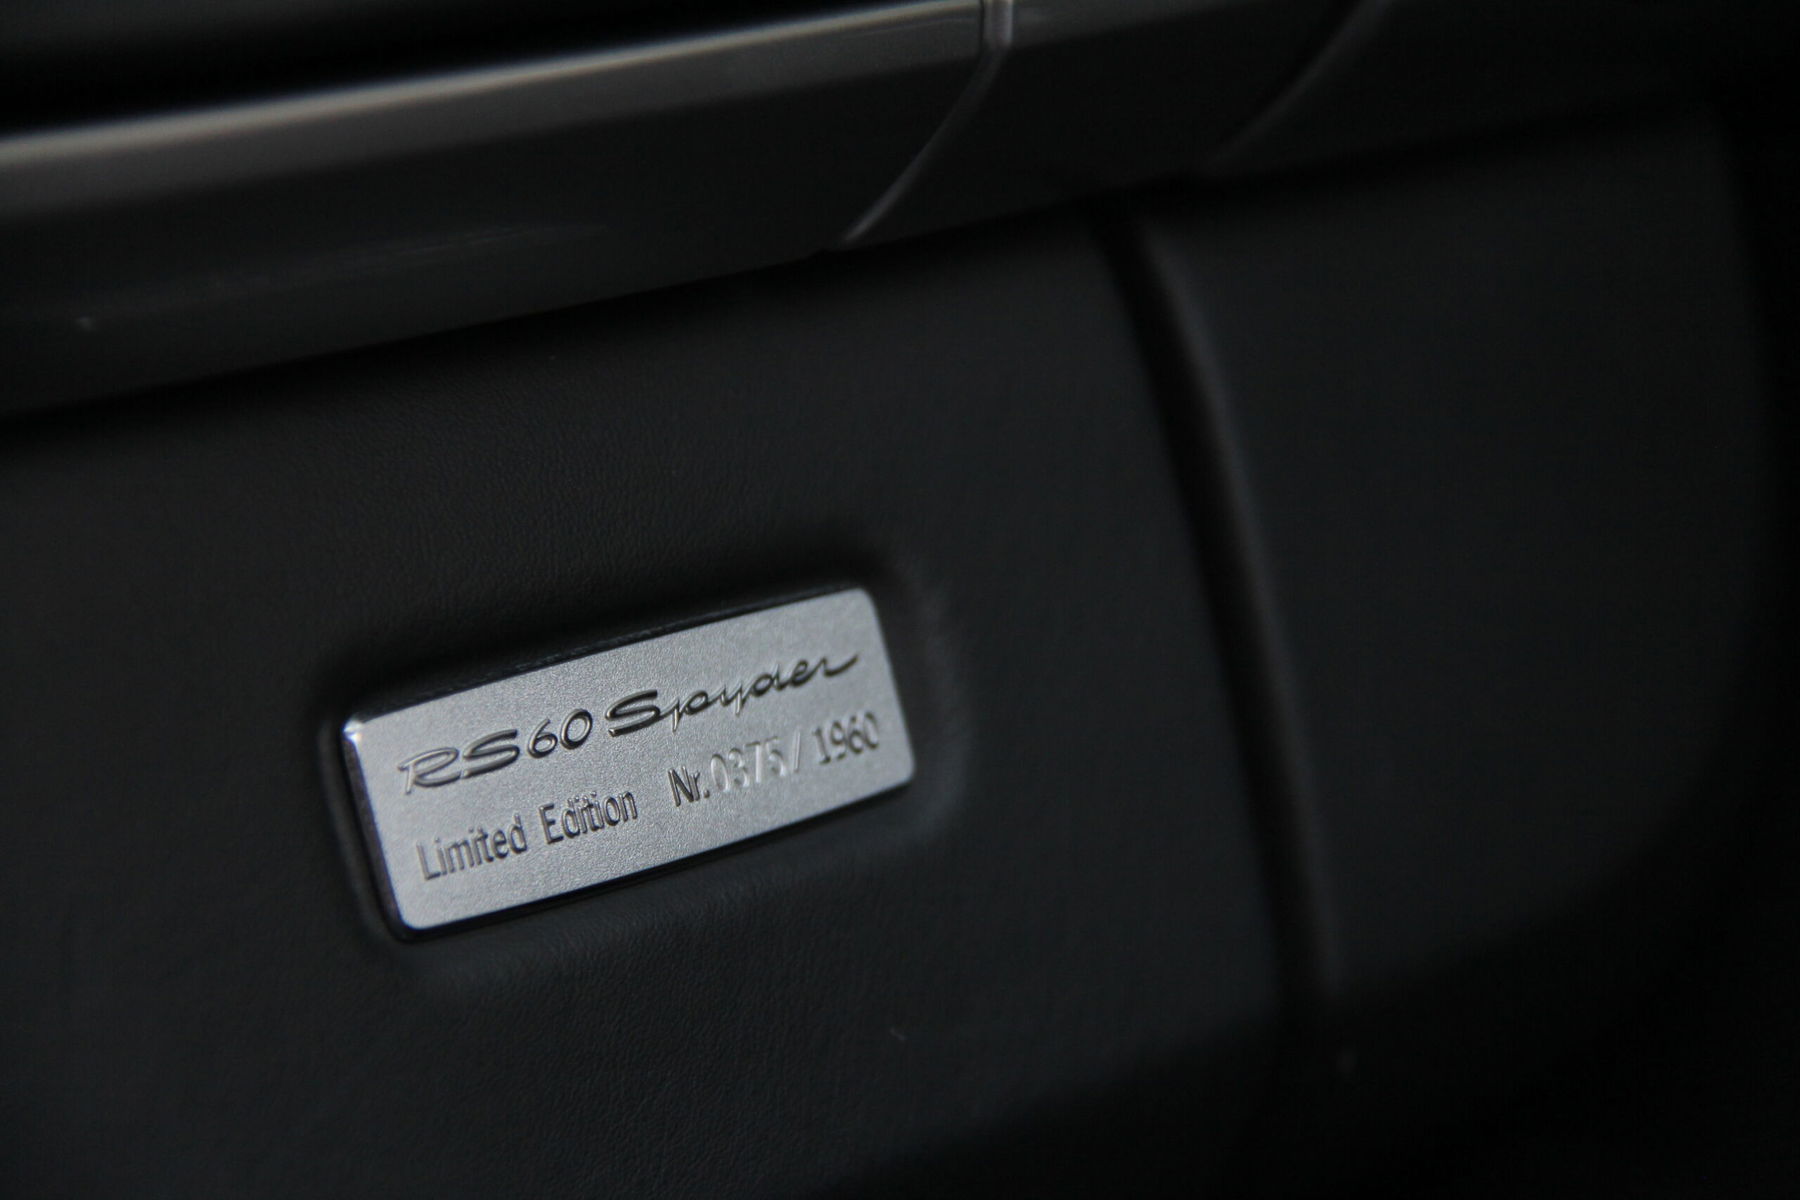 RS60 Spyder
Limited Edition Nr. 0375 / 1960